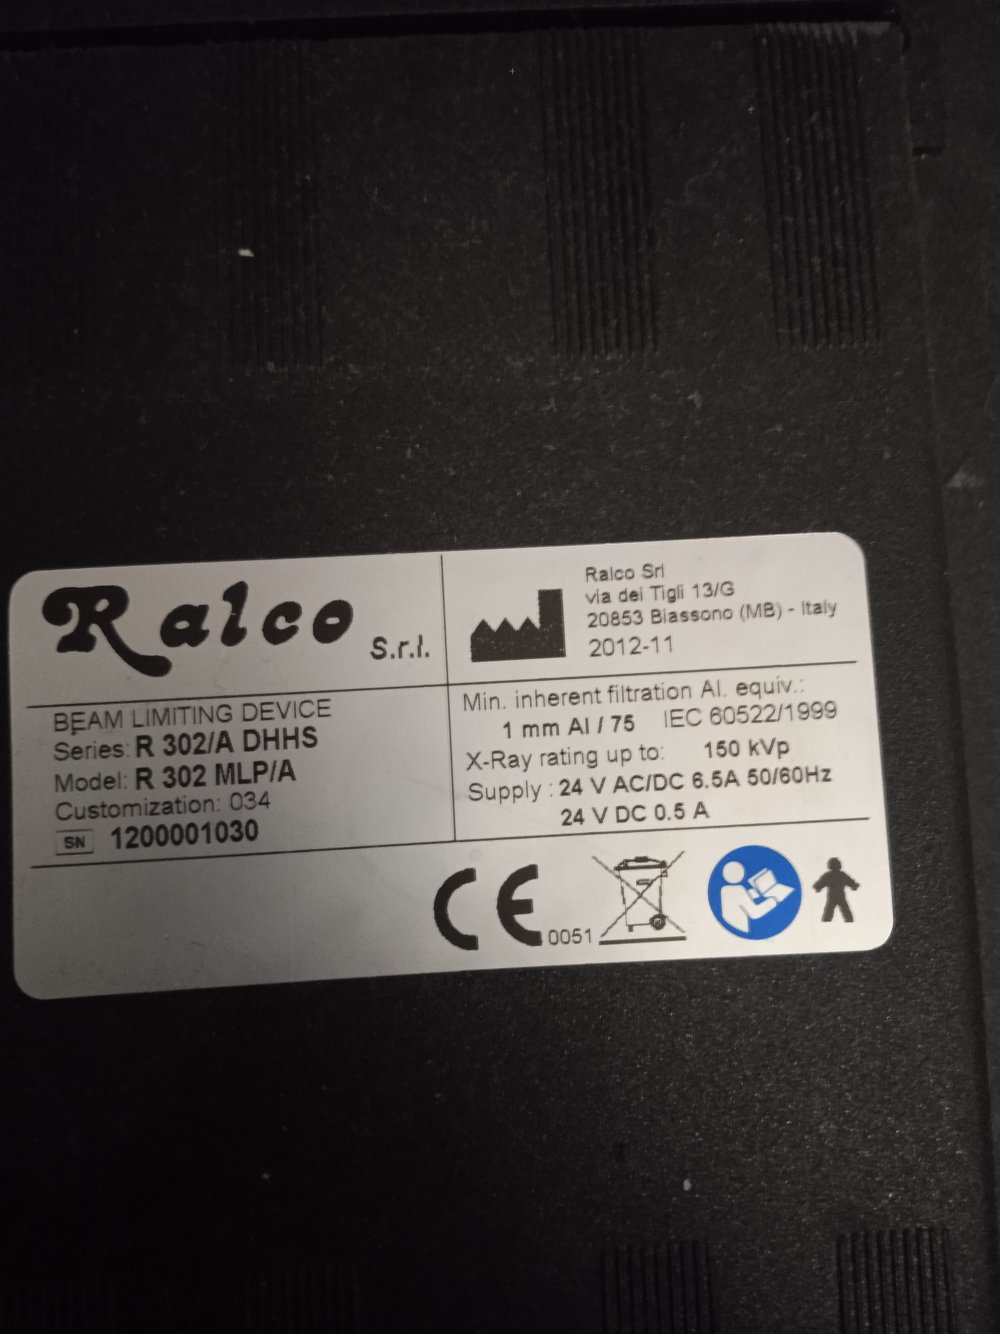 Ralco S.r.l.
Ralco Srl
via dei Tigli 13/G
20853 Biassono (MB) - Italy
2012-11
BEAM LIMITING DEVICE
Series: R 302/A DHHS
Model: R 302 MLP/A
Customization: 034
SN 1200001030
Min. inherent filtration Al. equiv.:
1 mm Al / 75 IEC 60522/1999
X-Ray rating up to: 150 kVp
Supply : 24 V AC/DC 6.5A 50/60Hz
24 V DC 0.5 A
CE 0051